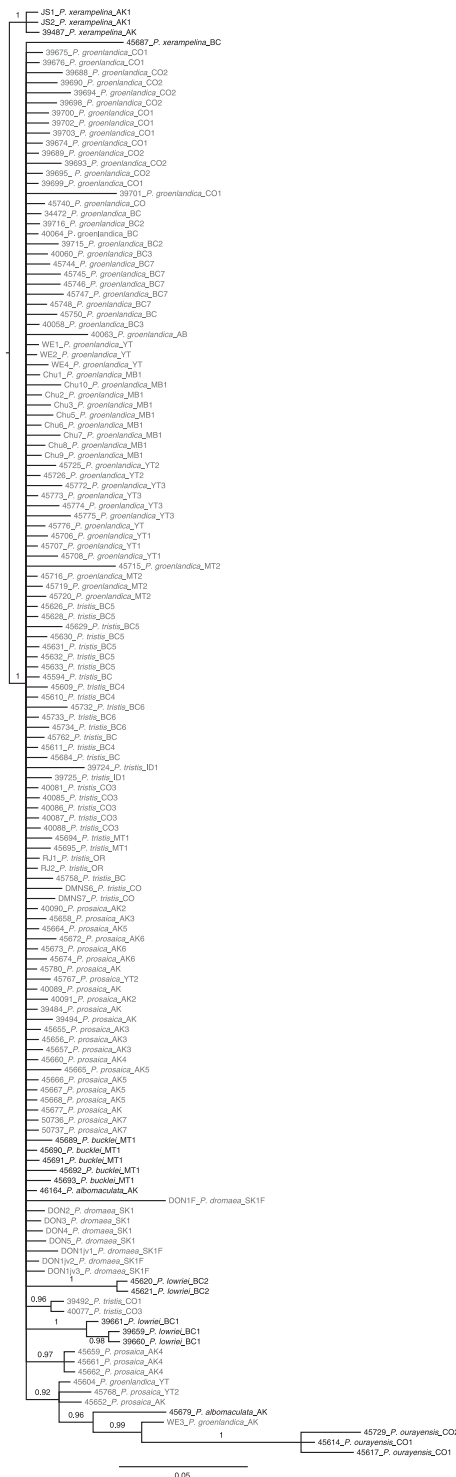 1
JS1_P. xerampelina_AK1
JS2_P. xerampelina_AK1
39487_P. xerampelina_AK
45687_P. xerampelina_BC
39675_P. groenlandica_CO1
39676_P. groenlandica_CO1
39688_P. groenlandica_CO2
39690_P. groenlandica_CO2
39694_P. groenlandica_CO2
39698_P. groenlandica_CO2
39700_P. groenlandica_CO1
39702_P. groenlandica_CO1
39703_P. groenlandica_CO1
39674_P. groenlandica_CO1
39689_P. groenlandica_CO2
39693_P. groenlandica_CO2
39695_P. groenlandica_CO2
39699_P. groenlandica_CO1
39701_P. groenlandica_CO1
45740_P. groenlandica_CO
34472_P. groenlandica_BC
39716_P. groenlandica_BC2
40064_P. groenlandica_BC
39715_P. groenlandica_BC2
40060_P. groenlandica_BC3
45744_P. groenlandica_BC7
45745_P. groenlandica_BC7
45746_P. groenlandica_BC7
45747_P. groenlandica_BC7
45748_P. groenlandica_BC7
45750_P. groenlandica_BC
40058_P. groenlandica_BC3
40063_P. groenlandica_AB
WE1_P. groenlandica_YT
WE2_P. groenlandica_YT
WE4_P. groenlandica_YT
Chu1_P. groenlandica_MB1
Chu10_P. groenlandica_MB1
Chu2_P. groenlandica_MB1
Chu3_P. groenlandica_MB1
Chu5_P. groenlandica_MB1
Chu6_P. groenlandica_MB1
Chu7_P. groenlandica_MB1
Chu8_P. groenlandica_MB1
Chu9_P. groenlandica_MB1
45725_P. groenlandica_YT2
45726_P. groenlandica_YT2
45772_P. groenlandica_YT3
45773_P. groenlandica_YT3
45774_P. groenlandica_YT3
45775_P. groenlandica_YT3
45776_P. groenlandica_YT
45706_P. groenlandica_YT1
45707_P. groenlandica_YT1
45708_P. groenlandica_YT1
45715_P. groenlandica_MT2
45716_P. groenlandica_MT2
45719_P. groenlandica_MT2
45720_P. groenlandica_MT2
45626_P. tristis_BC5
45628_P. tristis_BC5
45629_P. tristis_BC5
45630_P. tristis_BC5
45631_P. tristis_BC5
45632_P. tristis_BC5
45633_P. tristis_BC5
45594_P. tristis_BC
1
45609_P. tristis_BC4
45610_P. tristis_BC4
45732_P. tristis_BC6
45733_P. tristis_BC6
45734_P. tristis_BC6
45762_P. tristis_BC
45611_P. tristis_BC4
45684_P. tristis_BC
39724_P. tristis_ID1
39725_P. tristis_ID1
40081_P. tristis_CO3
40085_P. tristis_CO3
40086_P. tristis_CO3
40087_P. tristis_CO3
40088_P. tristis_CO3
45694_P. tristis_MT1
45695_P. tristis_MT1
RJ1_P. tristis_OR
RJ2_P. tristis_OR
45758_P. tristis_BC
DMNS6_P. tristis_CO
DMNS7_P. tristis_CO
40090_P. prosaica_AK2
45658_P. prosaica_AK3
45664_P. prosaica_AK5
45672_P. prosaica_AK6
45673_P. prosaica_AK6
45674_P. prosaica_AK6
45780_P. prosaica_AK
45767_P. prosaica_YT2
40089_P. prosaica_AK
40091_P. prosaica_AK2
39484_P. prosaica_AK
39494_P. prosaica_AK
45655_P. prosaica_AK3
45656_P. prosaica_AK3
45657_P. prosaica_AK3
45660_P. prosaica_AK4
45665_P. prosaica_AK5
45666_P. prosaica_AK5
45667_P. prosaica_AK5
45668_P. prosaica_AK5
45677_P. prosaica_AK
50736_P. prosaica_AK7
50737_P. prosaica_AK7
45689_P. bucklei_MT1
45690_P. bucklei_MT1
45691_P. bucklei_MT1
45692_P. bucklei_MT1
45693_P. bucklei_MT1
46164_P. albomaculata_AK
DON1F_P. dromaea_SK1F
DON2_P. dromaea_SK1
DON3_P. dromaea_SK1
DON4_P. dromaea_SK1
DON5_P. dromaea_SK1
DON1jv1_P. dromaea_SK1F
DON1jv2_P. dromaea_SK1F
DON1jv3_P. dromaea_SK1F
1
45620_P. lowriei_BC2
45621_P. lowriei_BC2
0.96
39492_P. tristis_CO1
40077_P. tristis_CO3
1
39661_P. lowriei_BC1
39659_P. lowriei_BC1
0.98
39660_P. lowriei_BC1
0.97
45659_P. prosaica_AK4
45661_P. prosaica_AK4
45662_P. prosaica_AK4
45604_P. groenlandica_YT
0.92
45768_P. prosaica_YT2
45652_P. prosaica_AK
0.96
45679_P. albomaculata_AK
WE3_P. groenlandica_AK
0.99
1
45729_P. ourayensis_CO2
45614_P. ourayensis_CO1
45617_P. ourayensis_CO1
0.05